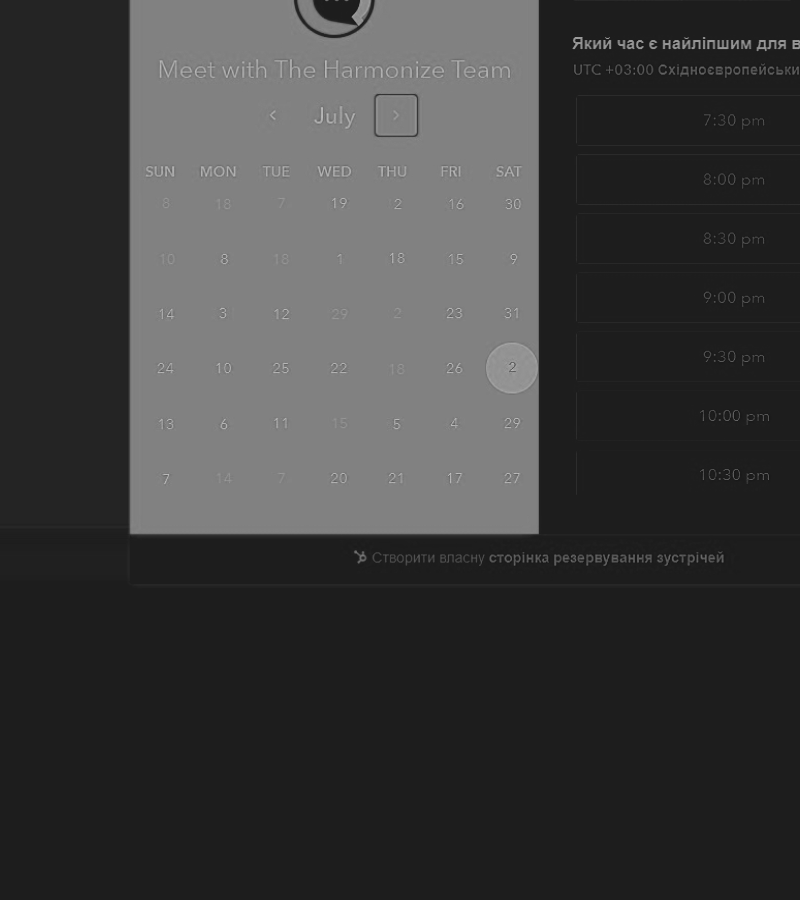 Meet with The Harmonize Team
July
SUN MON TUE WED THU FRI SAT
8 18 7 19 2 16 30
10 8 18 1 18 15 9
14 3 12 29 2 23 31
24 10 25 22 18 26 2
13 6 11 15 5 4 29
7 14 7 20 21 17 27
Який час є найліпшим для
UTC +03:00 Східноєвропейськи
7:30 pm
8:00 pm
8:30 pm
9:00 pm
9:30 pm
10:00 pm
10:30 pm
Створити власну сторінка резервування зустрічей